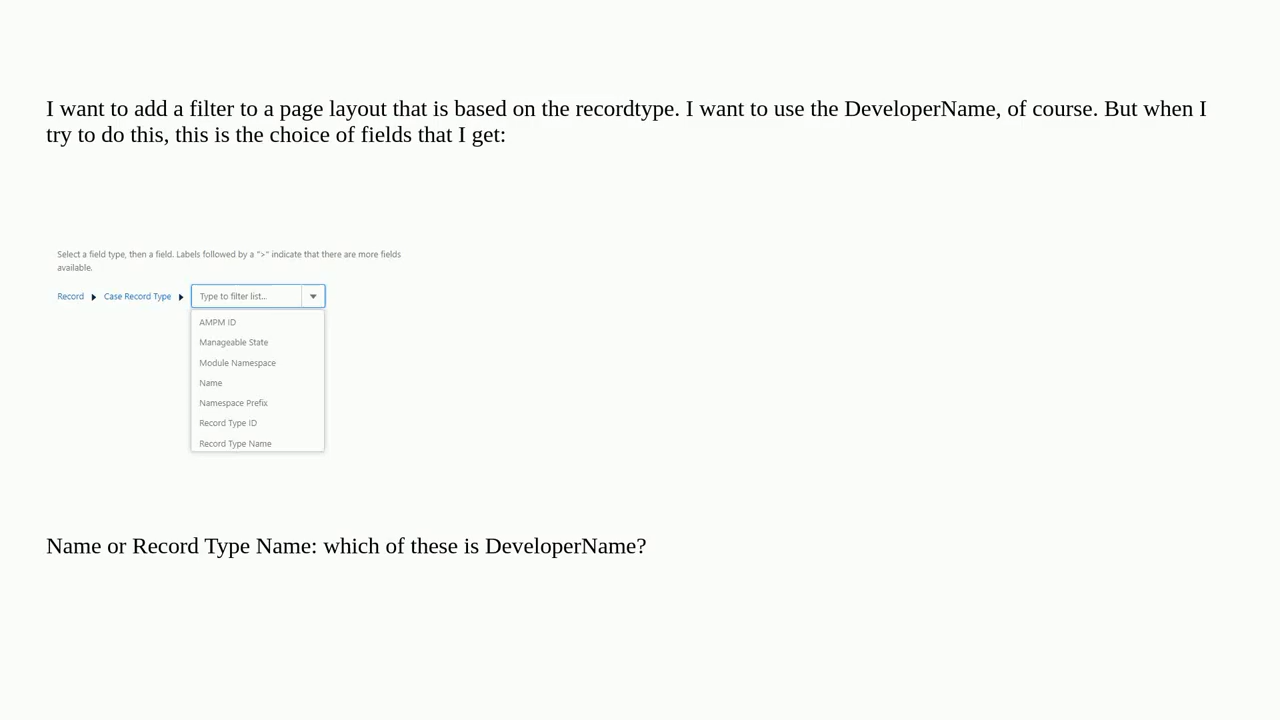 I want to add a filter to a page layout that is based on the recordtype. I want to use the DeveloperName, of course. But when I
try to do this, this is the choice of fields that I get:
Select a field type, then a field. Labels followed by a ">" indicate that there are more fields
available.
Record ▶ Case Record Type ▶ Type to filter list...
AMPM ID
Manageable State
Module Namespace
Name
Namespace Prefix
Record Type ID
Record Type Name
Name or Record Type Name: which of these is DeveloperName?